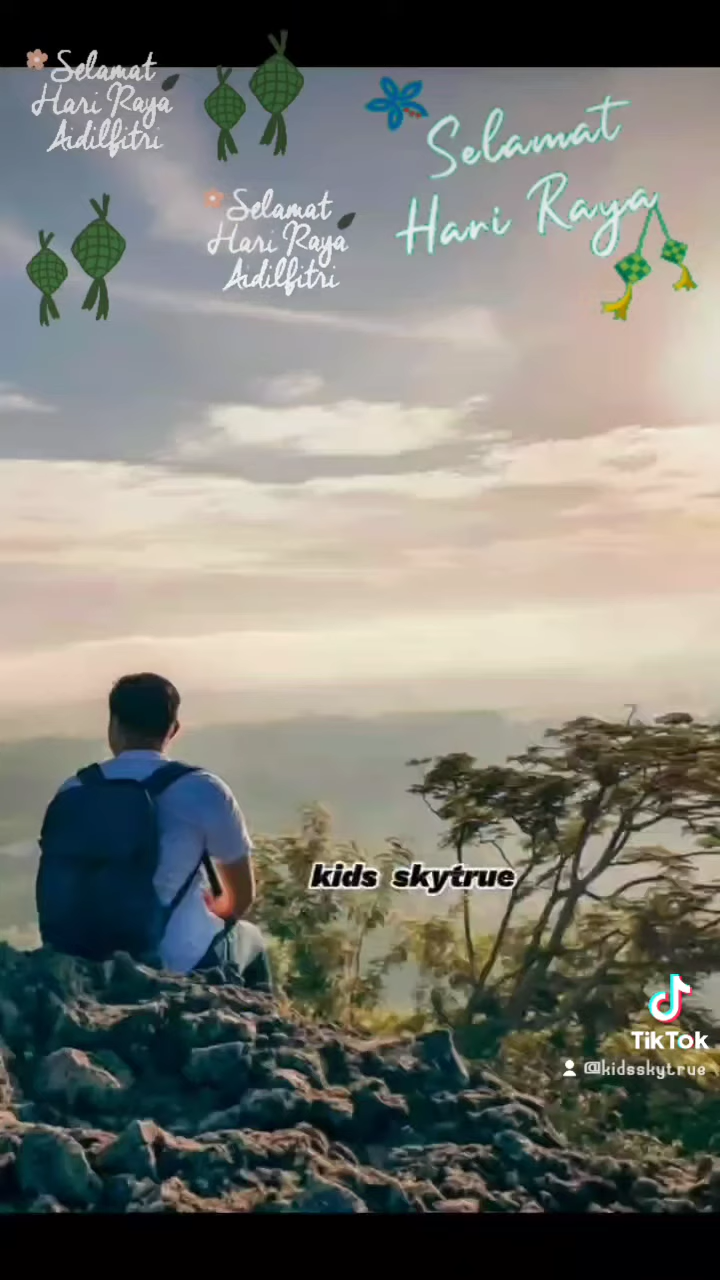 Selamat
Hari Raya
Aidilfitri
Selamat
Hari Raya
Selamat
Hari Raya
Aidilfitri
kids skytrue
TikTok
@kidsskytrue